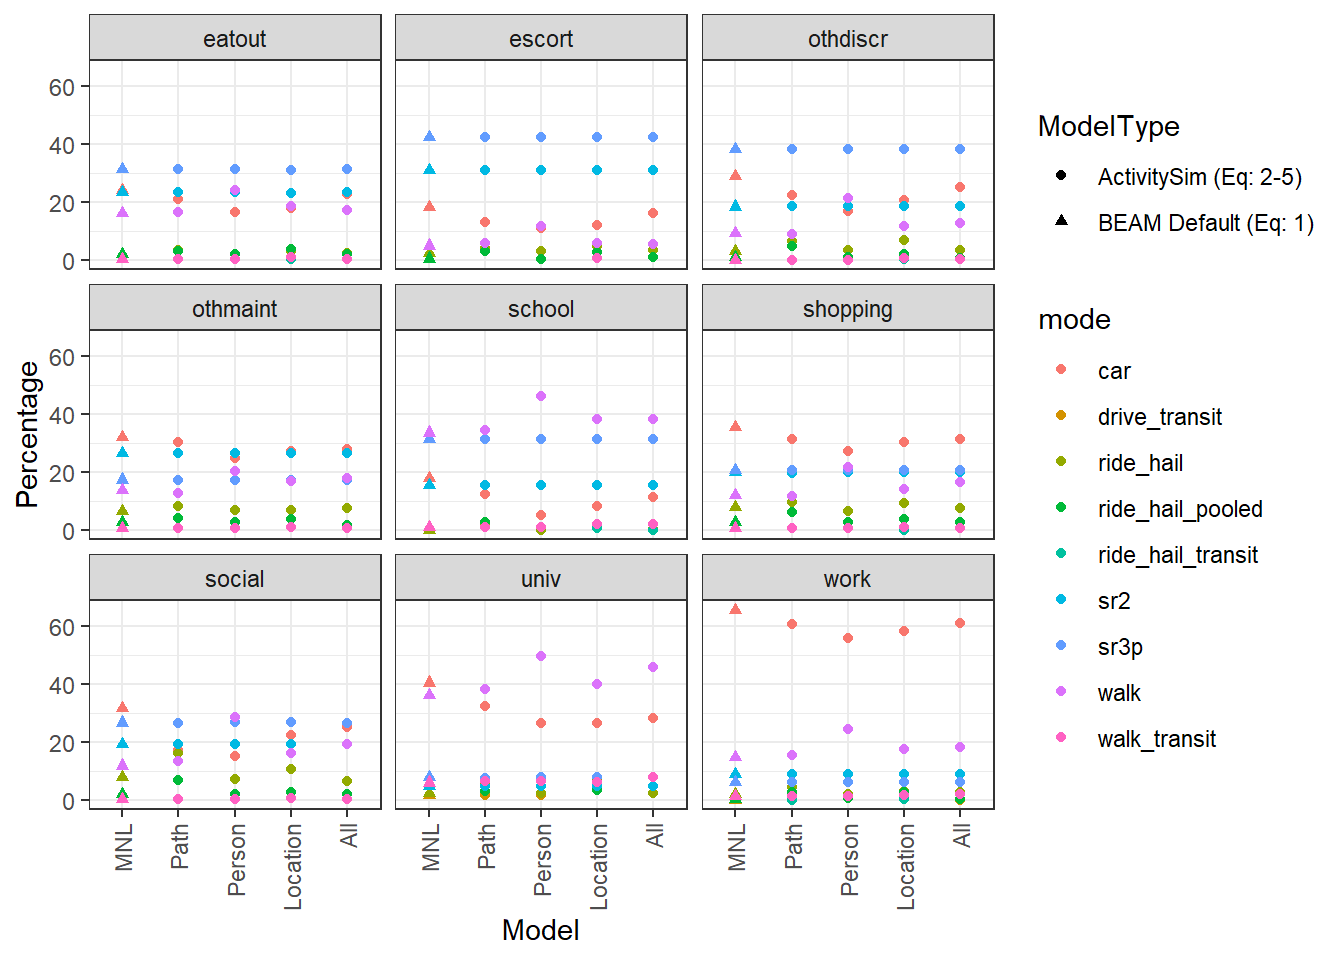 eatout
escort
othdiscr
60
40
20
0
othmaint
school
shopping
60
40
20
0
social
univ
work
60
40
20
0
Percentage
MNL
Path
Person
Location
All
MNL
Path
Person
Location
All
MNL
Path
Person
Location
All
Model
ModelType
ActivitySim (Eq: 2-5)
BEAM Default (Eq: 1)
mode
car
drive_transit
ride_hail
ride_hail_pooled
ride_hail_transit
sr2
sr3p
walk
walk_transit